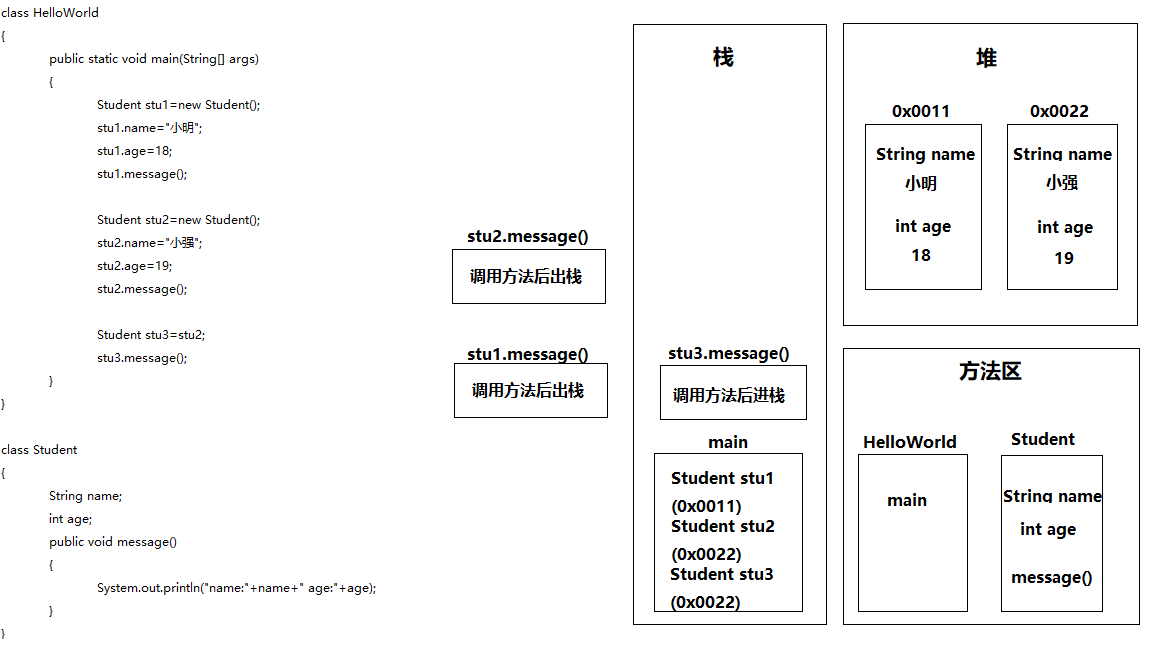 class HelloWorld
{
public static void main(String[] args)
{
Student stu1=new Student();
stu1.name="小明";
stu1.age=18;
stu1.message();
Student stu2=new Student();
stu2.name="小强";
stu2.age=19;
stu2.message();
Student stu3=stu2;
stu3.message();
}
}
class Student
{
String name;
int age;
public void message()
{
System.out.println("name:"+name+" age:"+age);
}
}
stu2.message()
调用方法后出栈
stu1.message()
调用方法后出栈
栈
stu3.message()
调用方法后进栈
main
Student stu1
(0x0011)
Student stu2
(0x0022)
Student stu3
(0x0022)
堆
0x0011
String name
小明
int age
18
0x0022
String name
小强
int age
19
方法区
HelloWorld
main
Student
String name
int age
message()